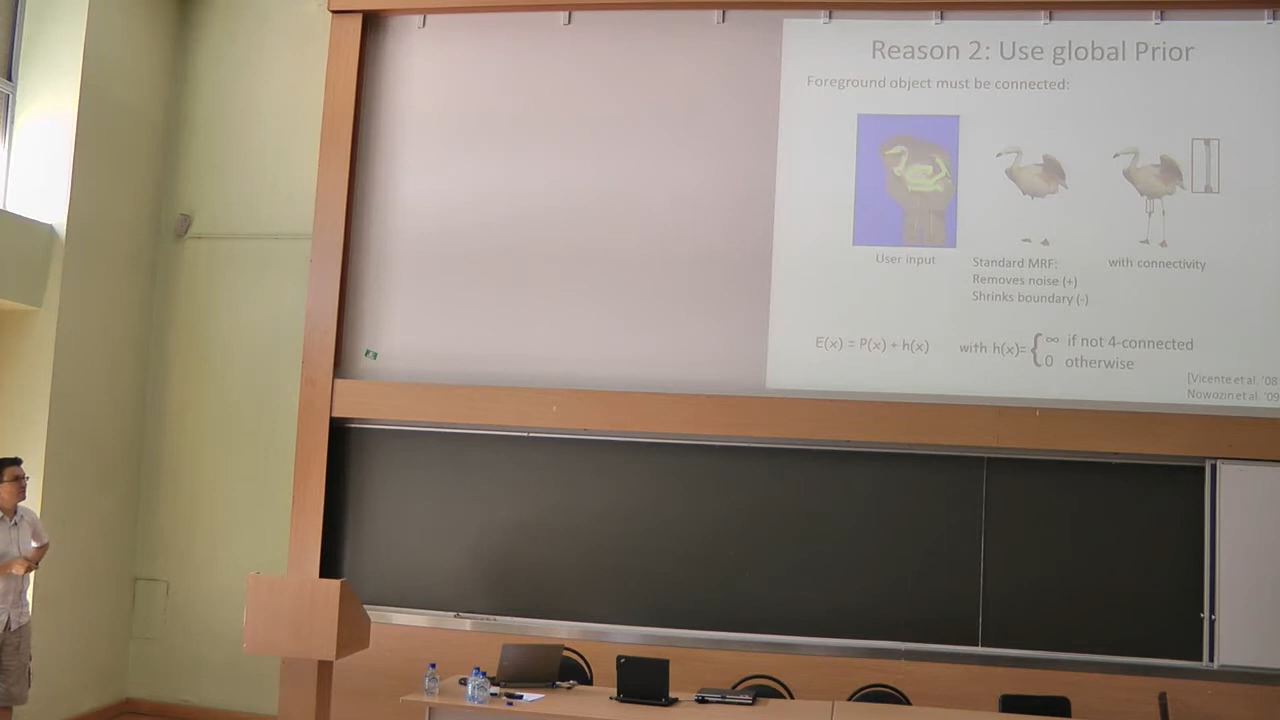 Reason 2: Use global Prior
Foreground object must be connected:
User input
Standard MRF:
Removes noise (+)
Shrinks boundary (-)
with connectivity
E(x) = P(x) + h(x) with h(x)= { ∞ if not 4-connected
0 otherwise
[Vicente et al. '08
Nowozin et al. '09